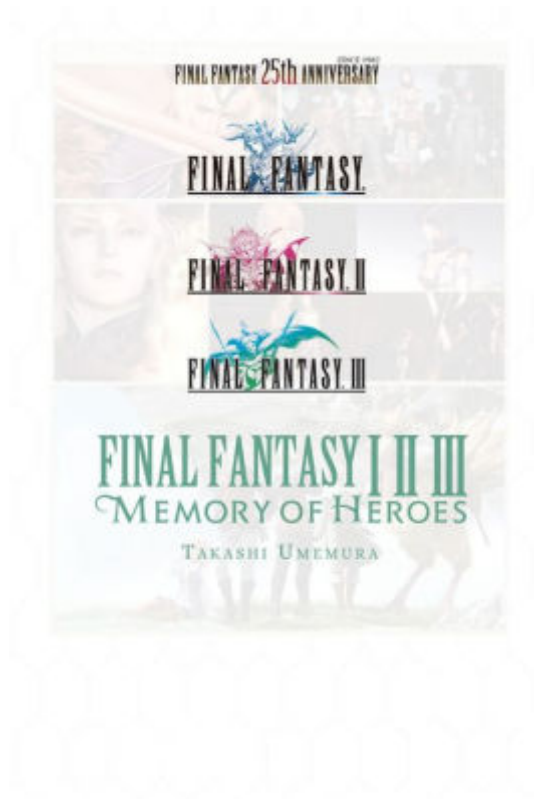 SINCE 1987
FINAL FANTASY 25th ANNIVERSARY
FINAL FANTASY.
FINAL FANTASY. II
FINAL FANTASY. III
FINAL FANTASY I II III
MEMORY OF HEROES
TAKASHI UMEMURA